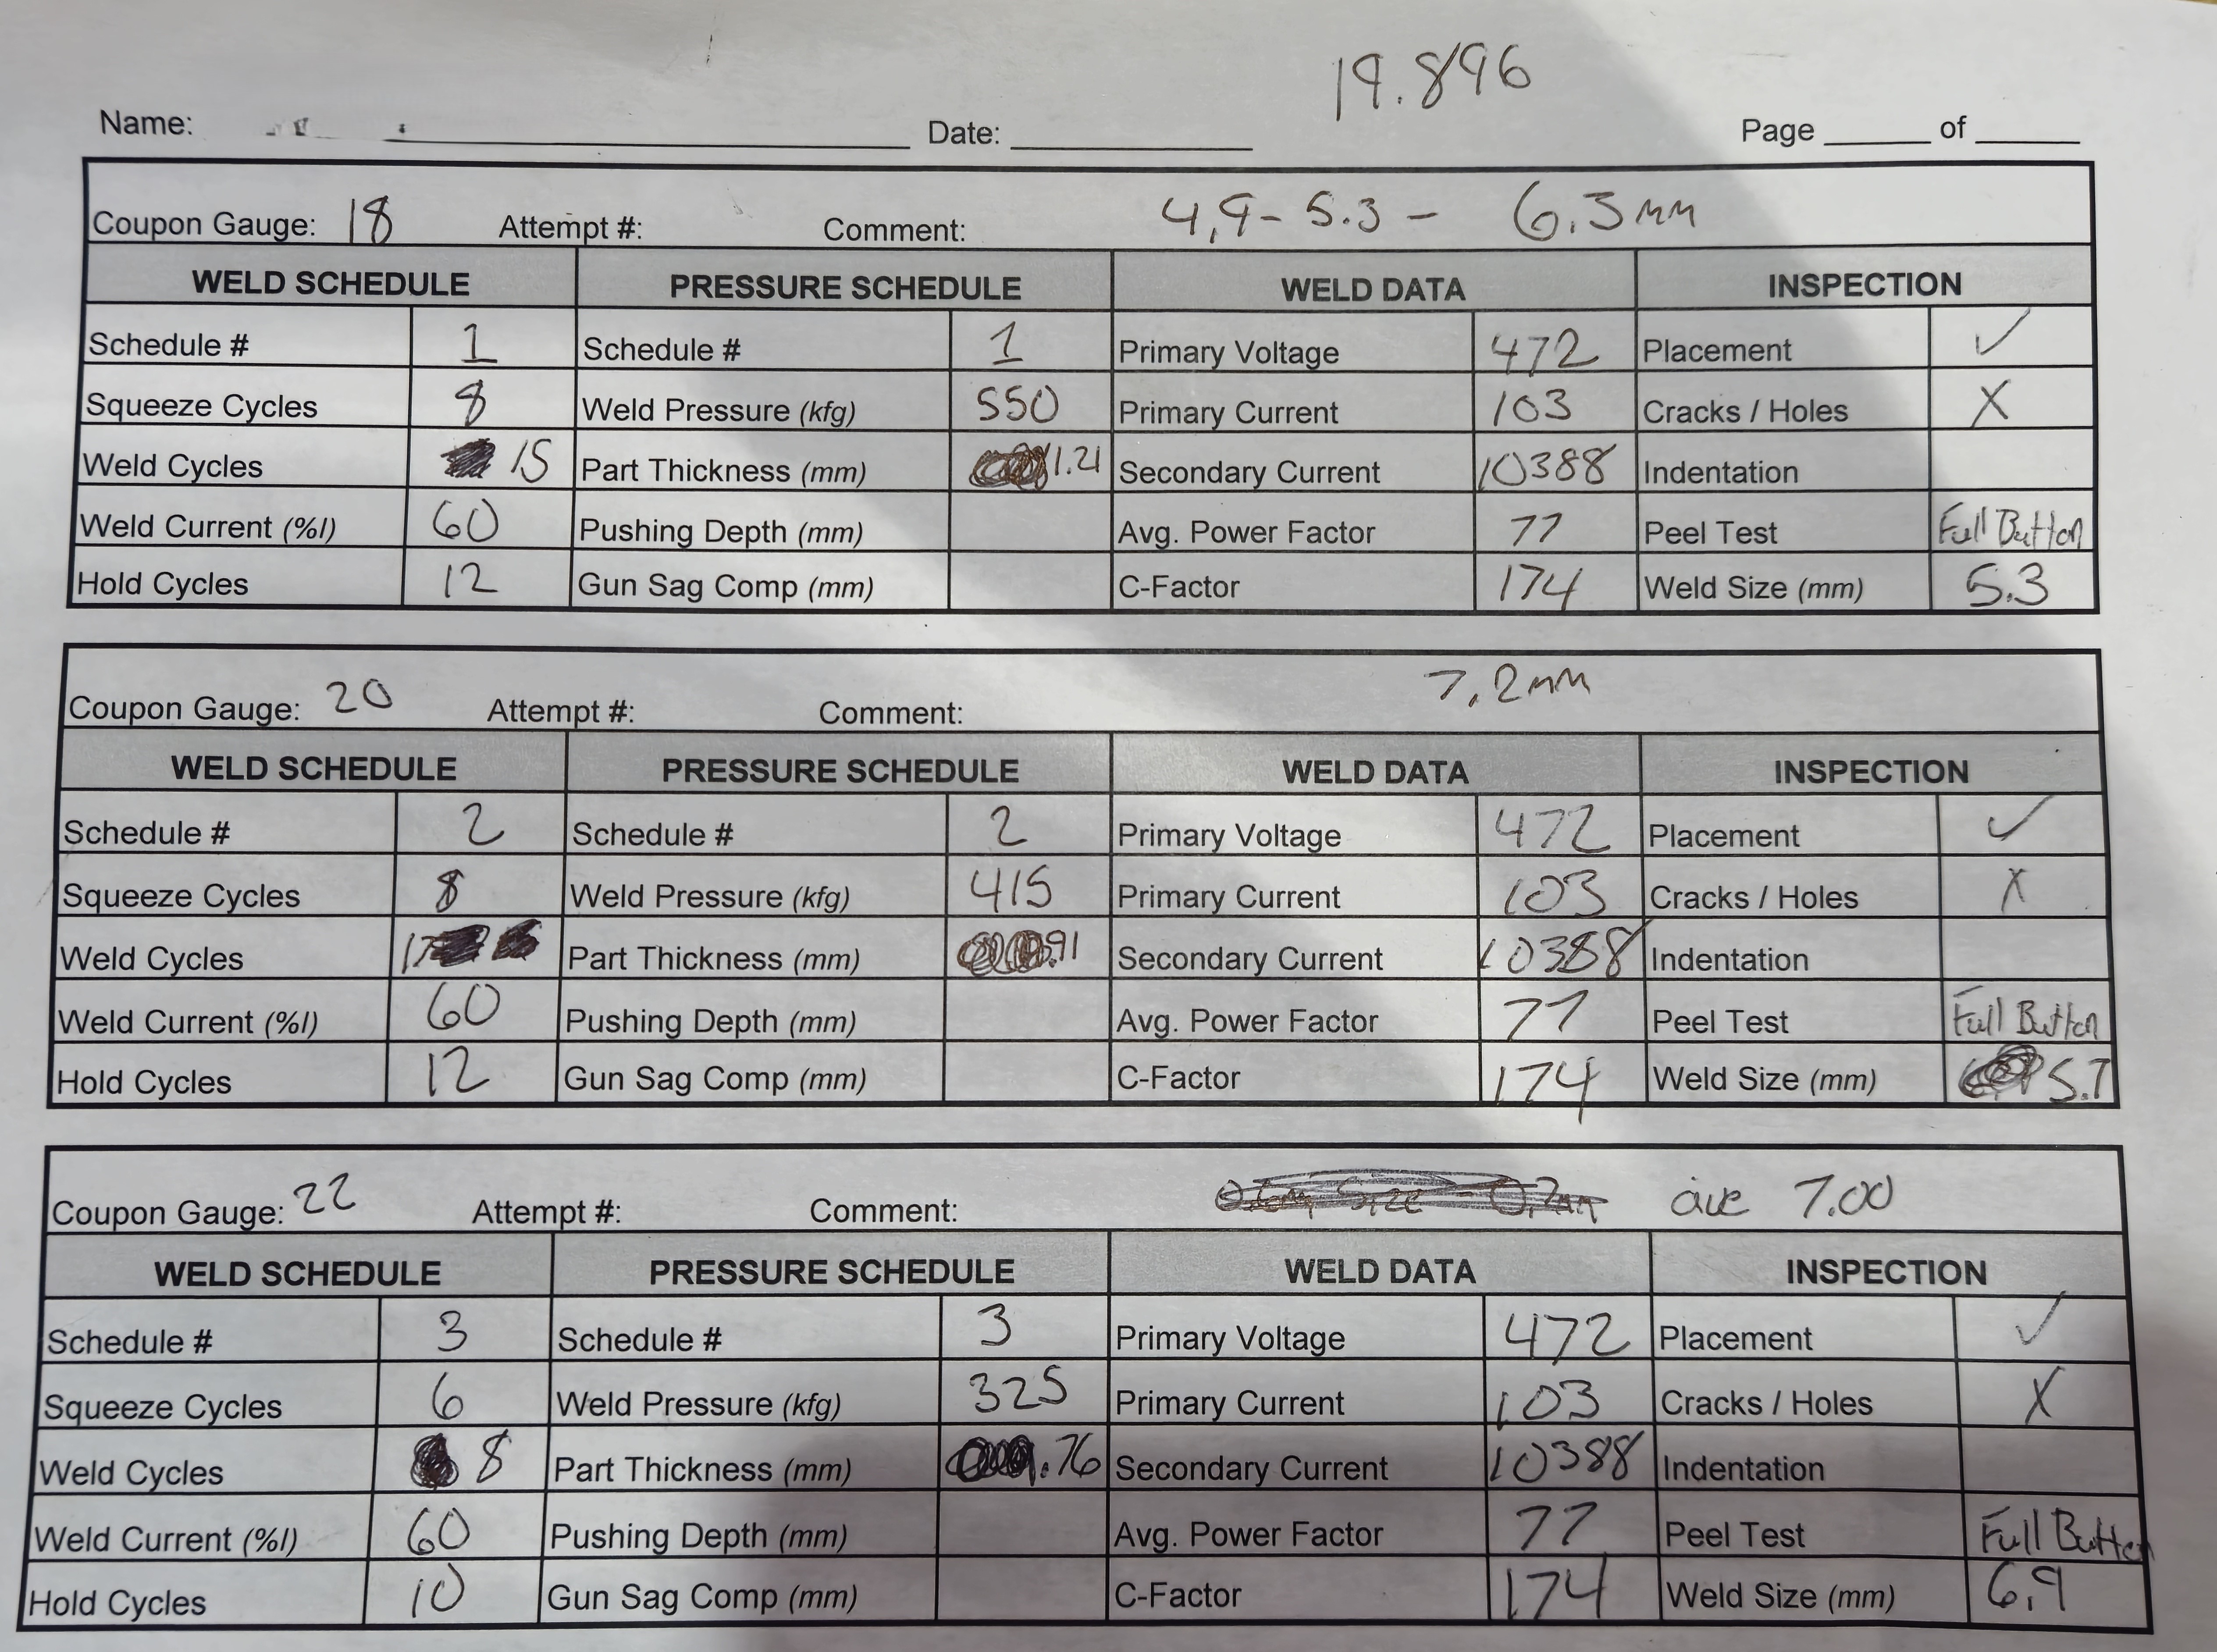 19.896
Name: Date: Page of
Coupon Gauge: 18 Attempt #: Comment: 4,9- 5.3 - 6.3mm
WELD SCHEDULE PRESSURE SCHEDULE WELD DATA INSPECTION
Schedule # 1 Schedule # 1 Primary Voltage 472 Placement ✓
Squeeze Cycles 8 Weld Pressure (kfg) 550 Primary Current 103 Cracks / Holes X
Weld Cycles 15 Part Thickness (mm) 1.21 Secondary Current 10388 Indentation
Weld Current (%I) 60 Pushing Depth (mm) Avg. Power Factor 77 Peel Test Full Button
Hold Cycles 12 Gun Sag Comp (mm) C-Factor 174 Weld Size (mm) 5.3
Coupon Gauge: 20 Attempt #: Comment: 7,2mm
WELD SCHEDULE PRESSURE SCHEDULE WELD DATA INSPECTION
Schedule # 2 Schedule # 2 Primary Voltage 472 Placement ✓
Squeeze Cycles 8 Weld Pressure (kfg) 415 Primary Current 103 Cracks / Holes X
Weld Cycles 17 Part Thickness (mm) .91 Secondary Current 10388 Indentation
Weld Current (%I) 60 Pushing Depth (mm) Avg. Power Factor 77 Peel Test Full Button
Hold Cycles 12 Gun Sag Comp (mm) C-Factor 174 Weld Size (mm) 5.7
Coupon Gauge: 22 Attempt #: Comment: ave 7.00
WELD SCHEDULE PRESSURE SCHEDULE WELD DATA INSPECTION
Schedule # 3 Schedule # 3 Primary Voltage 472 Placement ✓
Squeeze Cycles 6 Weld Pressure (kfg) 325 Primary Current 103 Cracks / Holes X
Weld Cycles 8 Part Thickness (mm) .76 Secondary Current 10388 Indentation
Weld Current (%I) 60 Pushing Depth (mm) Avg. Power Factor 77 Peel Test Full Button
Hold Cycles 10 Gun Sag Comp (mm) C-Factor 174 Weld Size (mm) 6,9